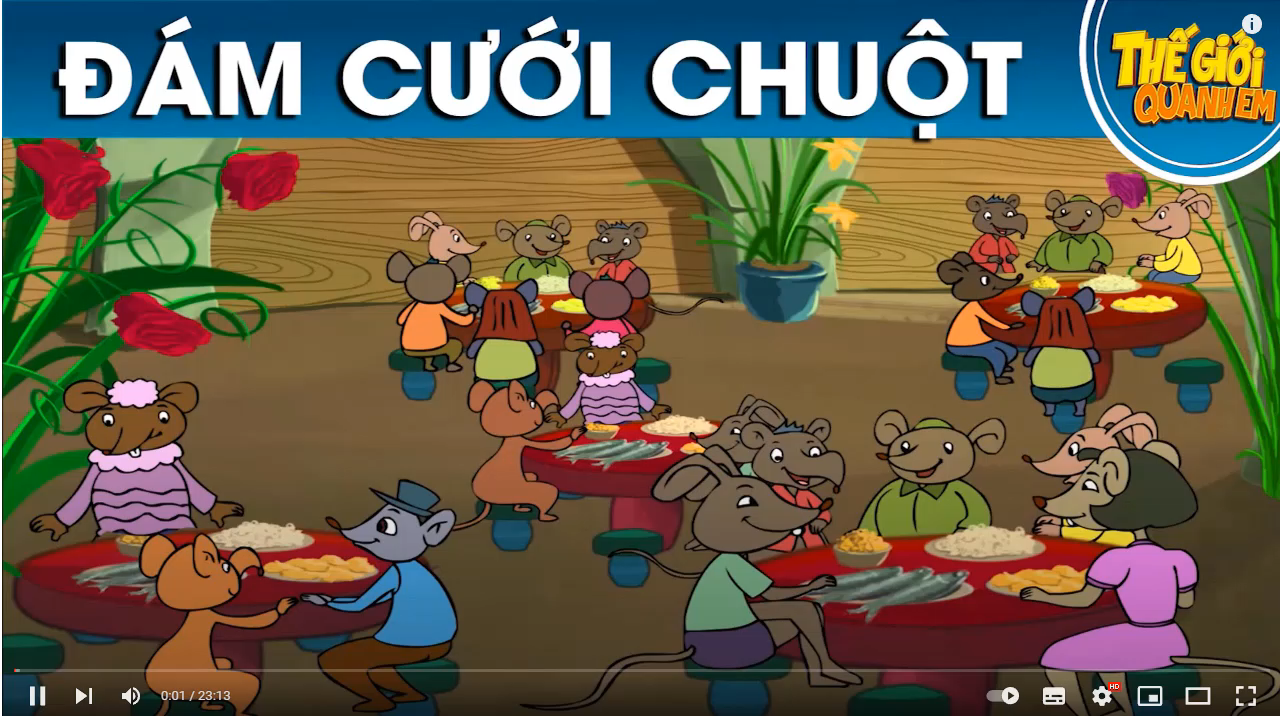 ĐÁM CƯỚI CHUỘT
THẾ GIỚI
QUANH EM
i
0:01 / 23:13
HD